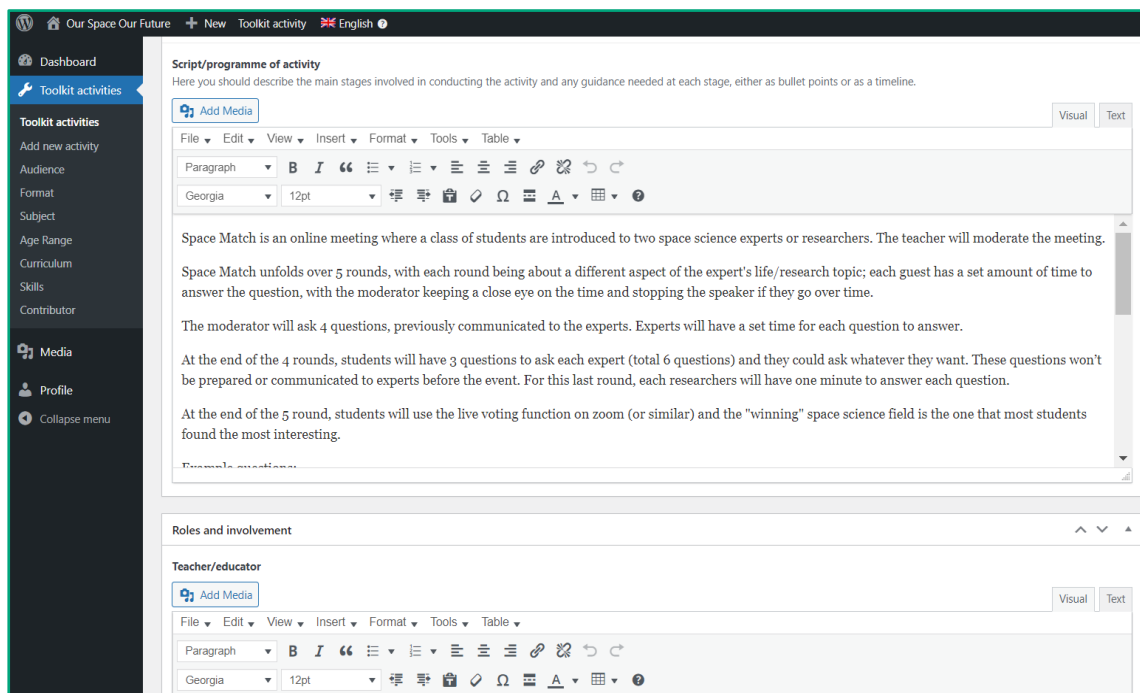 Our Space Our Future New Toolkit activity English
Dashboard
Toolkit activities
Toolkit activities
Add new activity
Audience
Format
Subject
Age Range
Curriculum
Skills
Contributor
Media
Profile
Collapse menu
Script/programme of activity
Here you should describe the main stages involved in conducting the activity and any guidance needed at each stage, either as bullet points or as a timeline.
Add Media
Visual Text
File Edit View Insert Format Tools Table
Paragraph
Georgia 12pt
Space Match is an online meeting where a class of students are introduced to two space science experts or researchers. The teacher will moderate the meeting.
Space Match unfolds over 5 rounds, with each round being about a different aspect of the expert's life/research topic; each guest has a set amount of time to
answer the question, with the moderator keeping a close eye on the time and stopping the speaker if they go over time.
The moderator will ask 4 questions, previously communicated to the experts. Experts will have a set time for each question to answer.
At the end of the 4 rounds, students will have 3 questions to ask each expert (total 6 questions) and they could ask whatever they want. These questions won't
be prepared or communicated to experts before the event. For this last round, each researchers will have one minute to answer each question.
At the end of the 5 round, students will use the live voting function on zoom (or similar) and the "winning" space science field is the one that most students
found the most interesting.
Example questions:
Roles and involvement
Teacher/educator
Add Media
Visual Text
File Edit View Insert Format Tools Table
Paragraph
Georgia 12pt